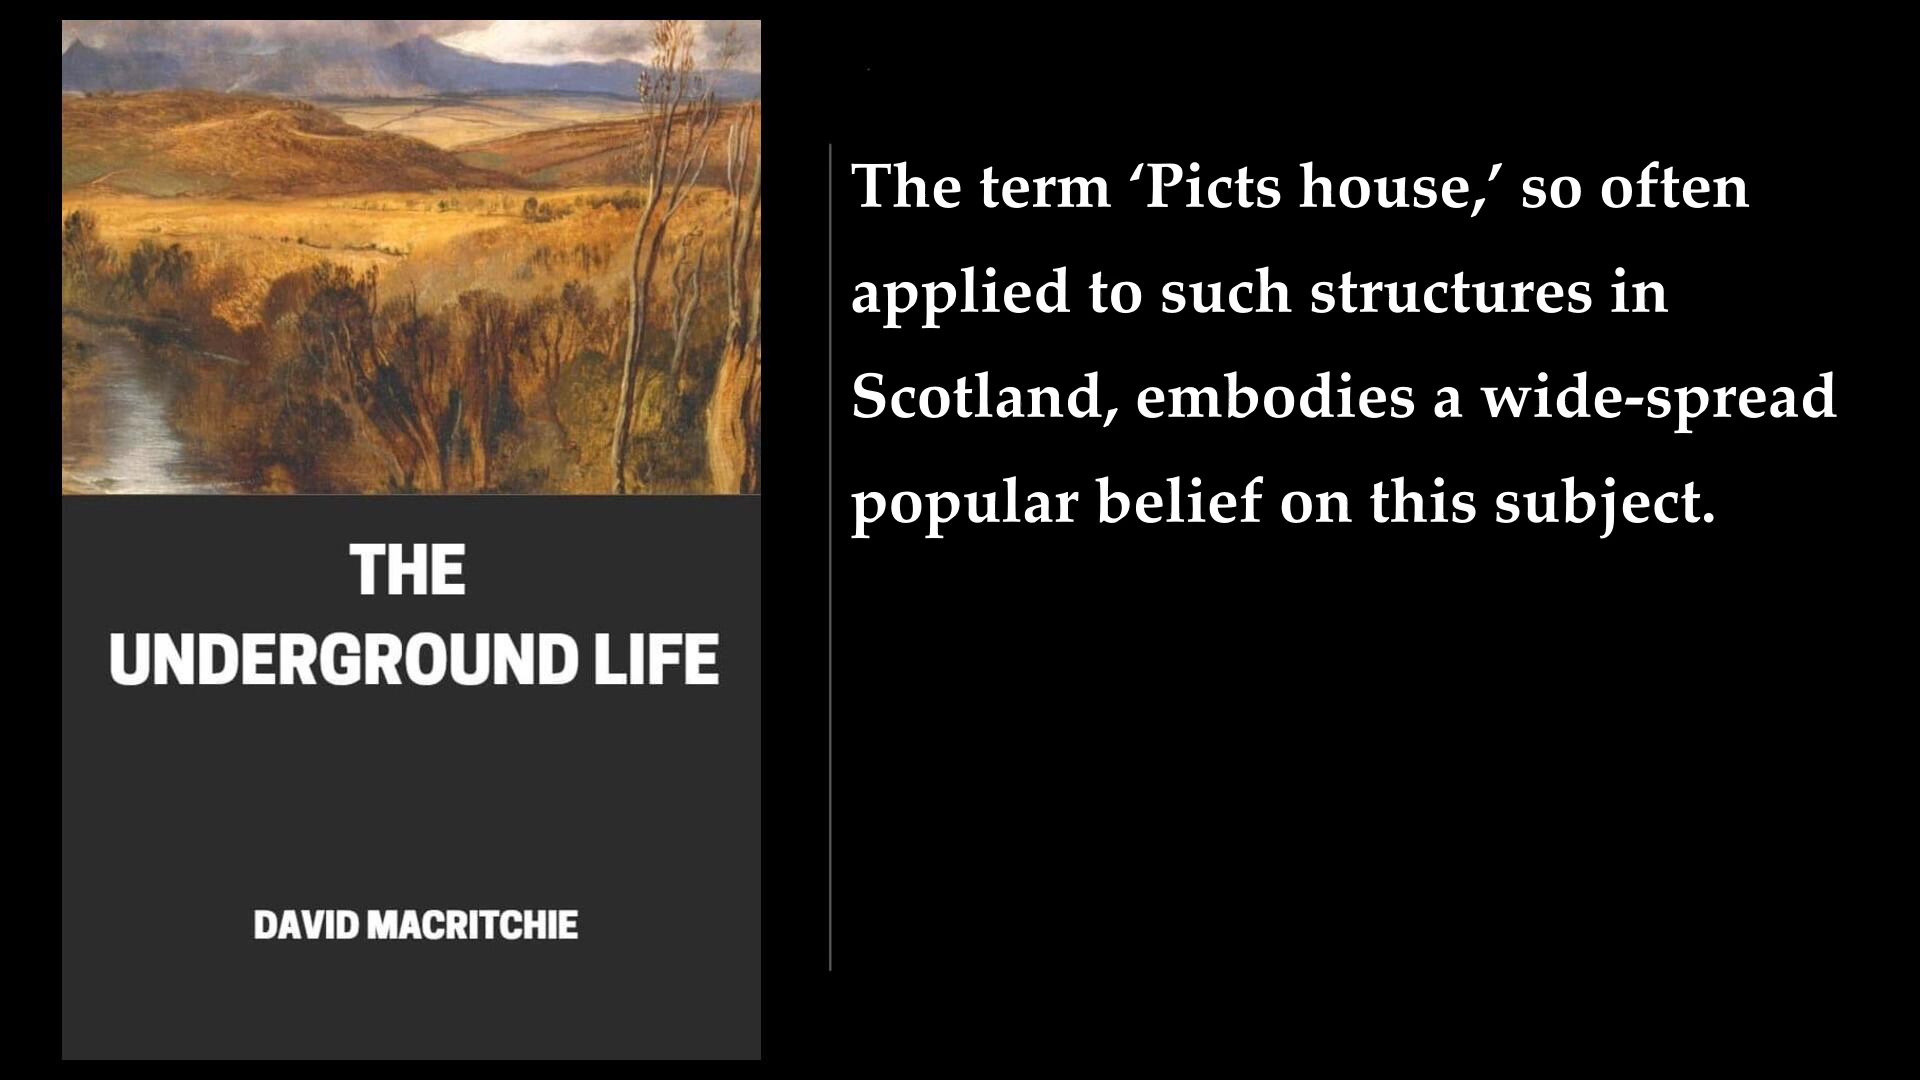 THE
UNDERGROUND LIFE
DAVID MACRITCHIE
The term ‘Picts house,’ so often
applied to such structures in
Scotland, embodies a wide-spread
popular belief on this subject.